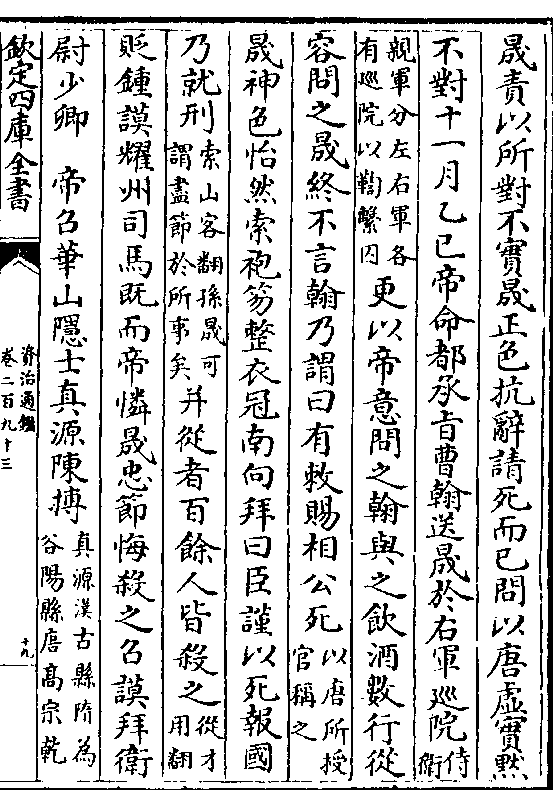 晟責以所對不實晟正色抗辭請死而已問以唐虛實黙
不對十一月乙巳帝命都承旨曹翰送晟於右軍巡院侍衛
親軍分左右軍各有巡院以鞫繫囚更以帝意問之翰與之飲酒數行從
容問之晟終不言翰乃謂曰有敕賜相公死以唐所授官稱之
晟神色怡然索袍笏整衣冠南向拜曰臣謹以死報國
乃就刑索山客翻孫晟可謂盡節於所事矣并從者百餘人皆殺之從才用翻
貶鍾謨耀州司馬既而帝憐晟忠節悔殺之召謨拜衛
尉少卿 帝召華山隱士真源陳摶真源漢古縣隋為谷陽縣唐高宗乾
欽定四庫全書
資治通鑑
卷二百九十三
十九